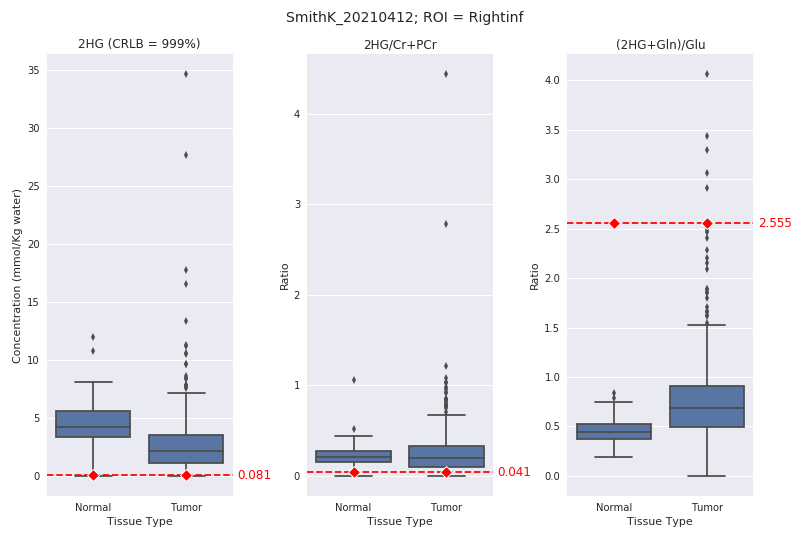 SmithK_20210412; ROI = Rightinf
2HG (CRLB = 999%)
Concentration (mmol/Kg water)
35
30
25
20
15
10
5
0
0.081
Normal
Tumor
Tissue Type
2HG/Cr+PCr
Ratio
4
3
2
1
0
0.041
Normal
Tumor
Tissue Type
(2HG+Gln)/Glu
Ratio
4.0
3.5
3.0
2.5
2.0
1.5
1.0
0.5
0.0
2.555
Normal
Tumor
Tissue Type